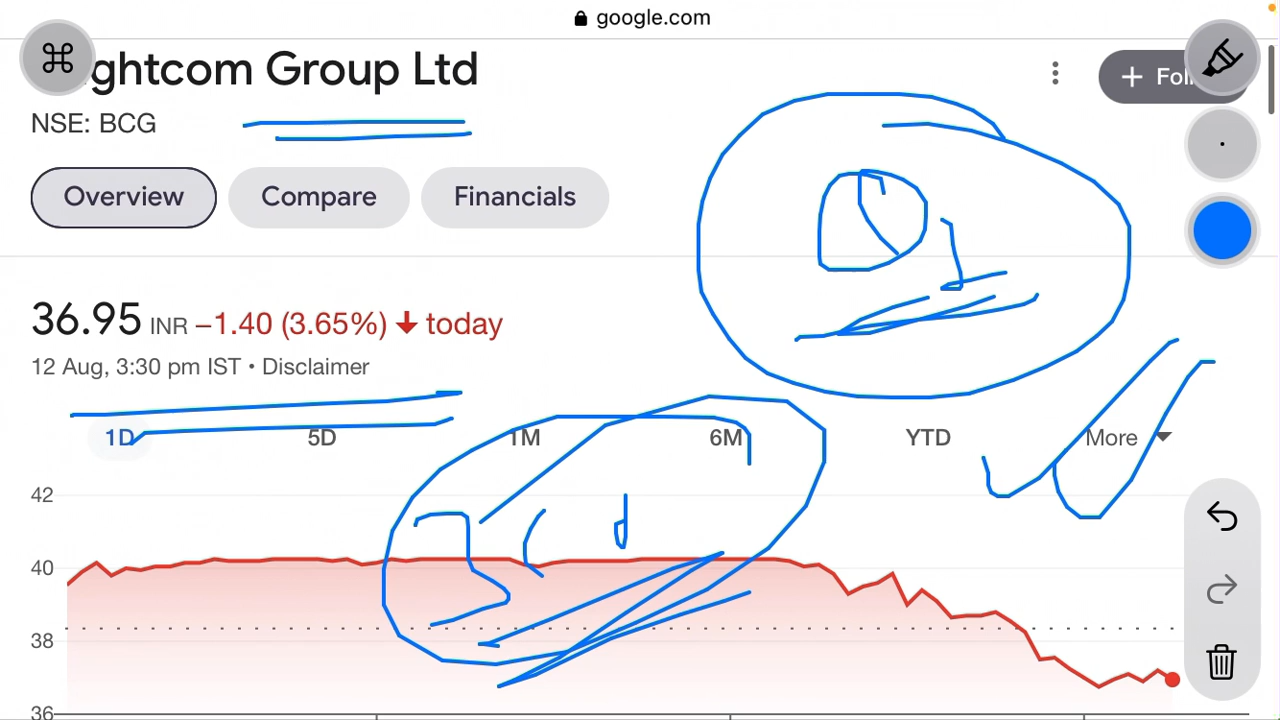 google.com
ghtcom Group Ltd
NSE: BCG
Overview Compare Financials
36.95 INR −1.40 (3.65%) today
12 Aug, 3:30 pm IST • Disclaimer
1D 5D 1M 6M YTD More
42
40
38
36